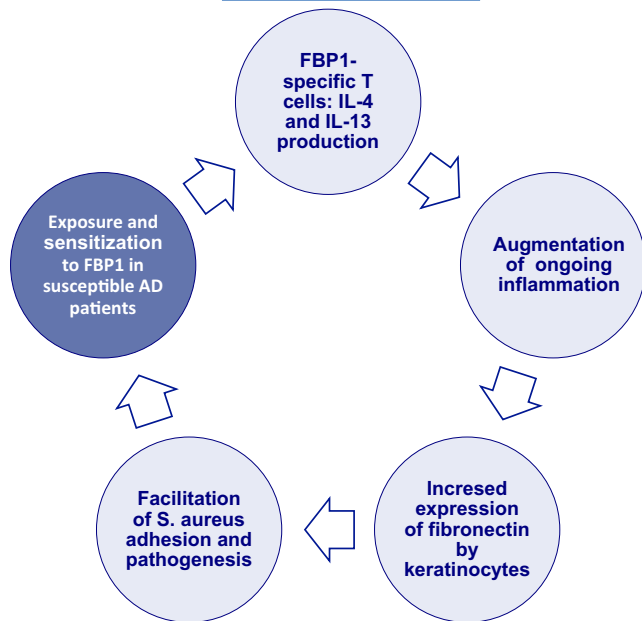 FBP1-
specific T
cells: IL-4
and IL-13
production
Augmentation
of ongoing
inflammation
Incresed
expression
of fibronectin
by
keratinocytes
Facilitation
of S. aureus
adhesion and
pathogenesis
Exposure and
sensitization
to FBP1 in
susceptible AD
patients